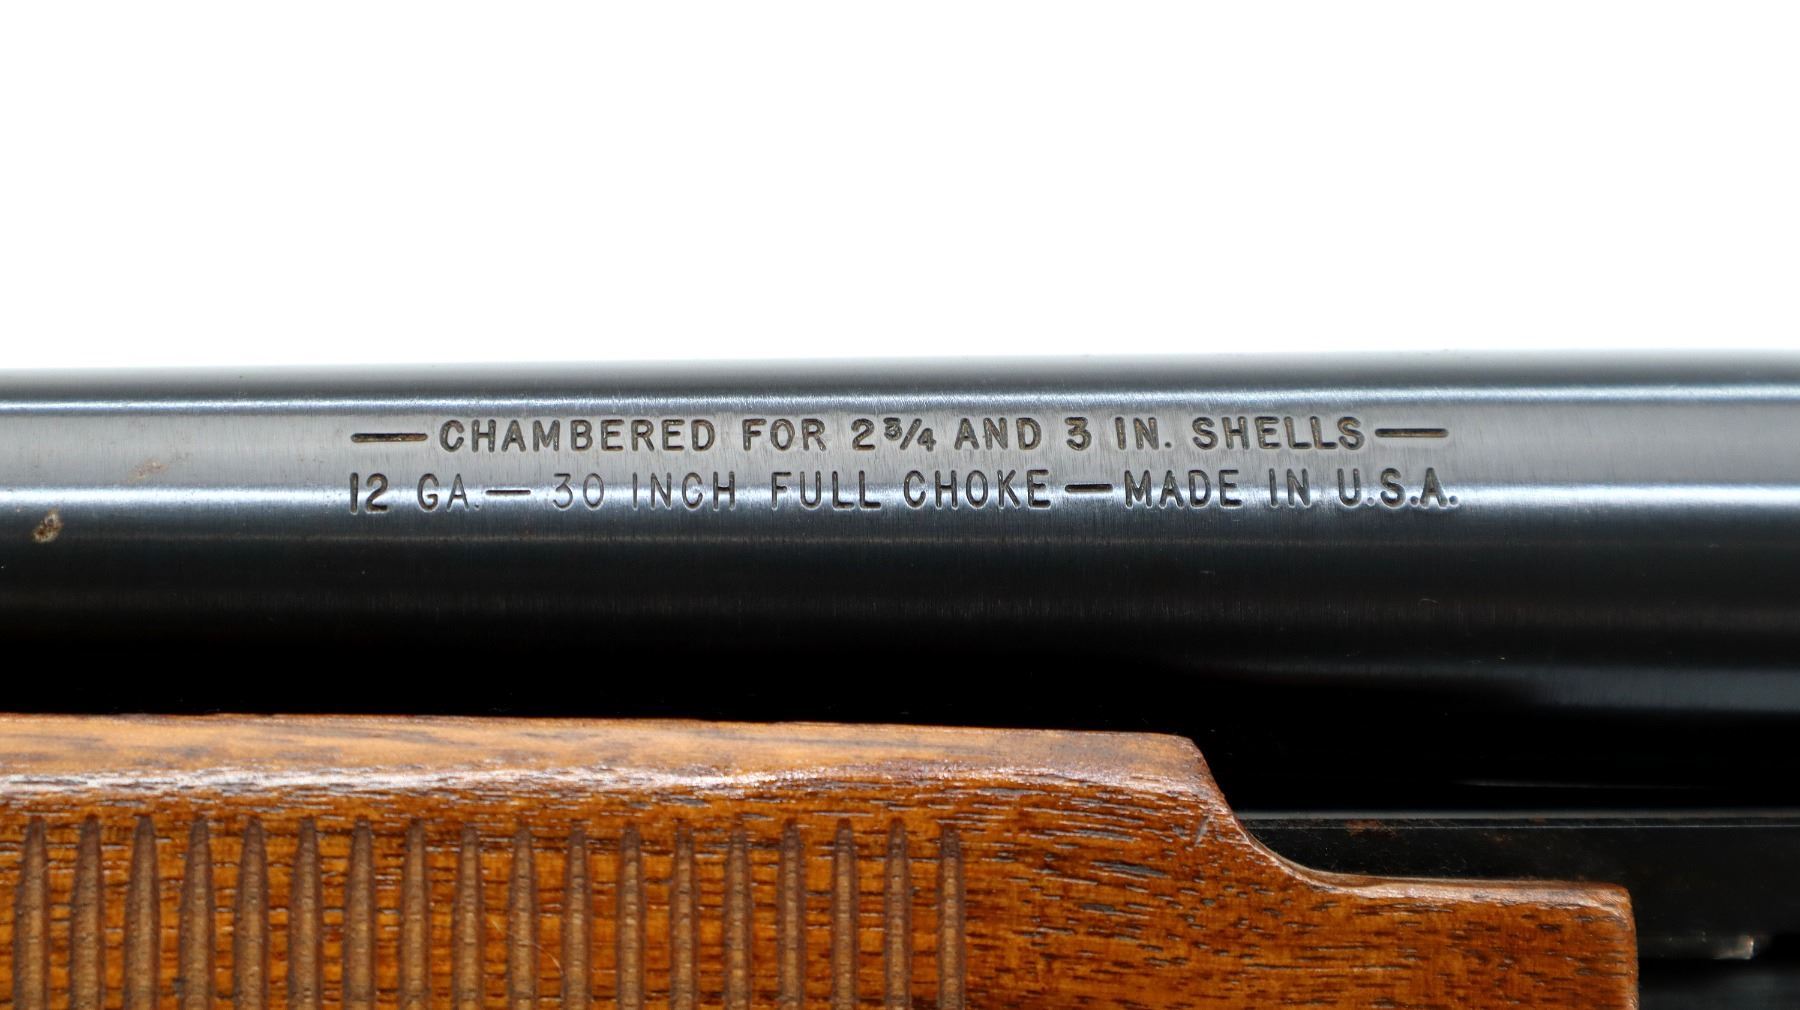 —CHAMBERED FOR 2¾ AND 3 IN. SHELLS—
12 GA.— 30 INCH FULL CHOKE—MADE IN U.S.A.